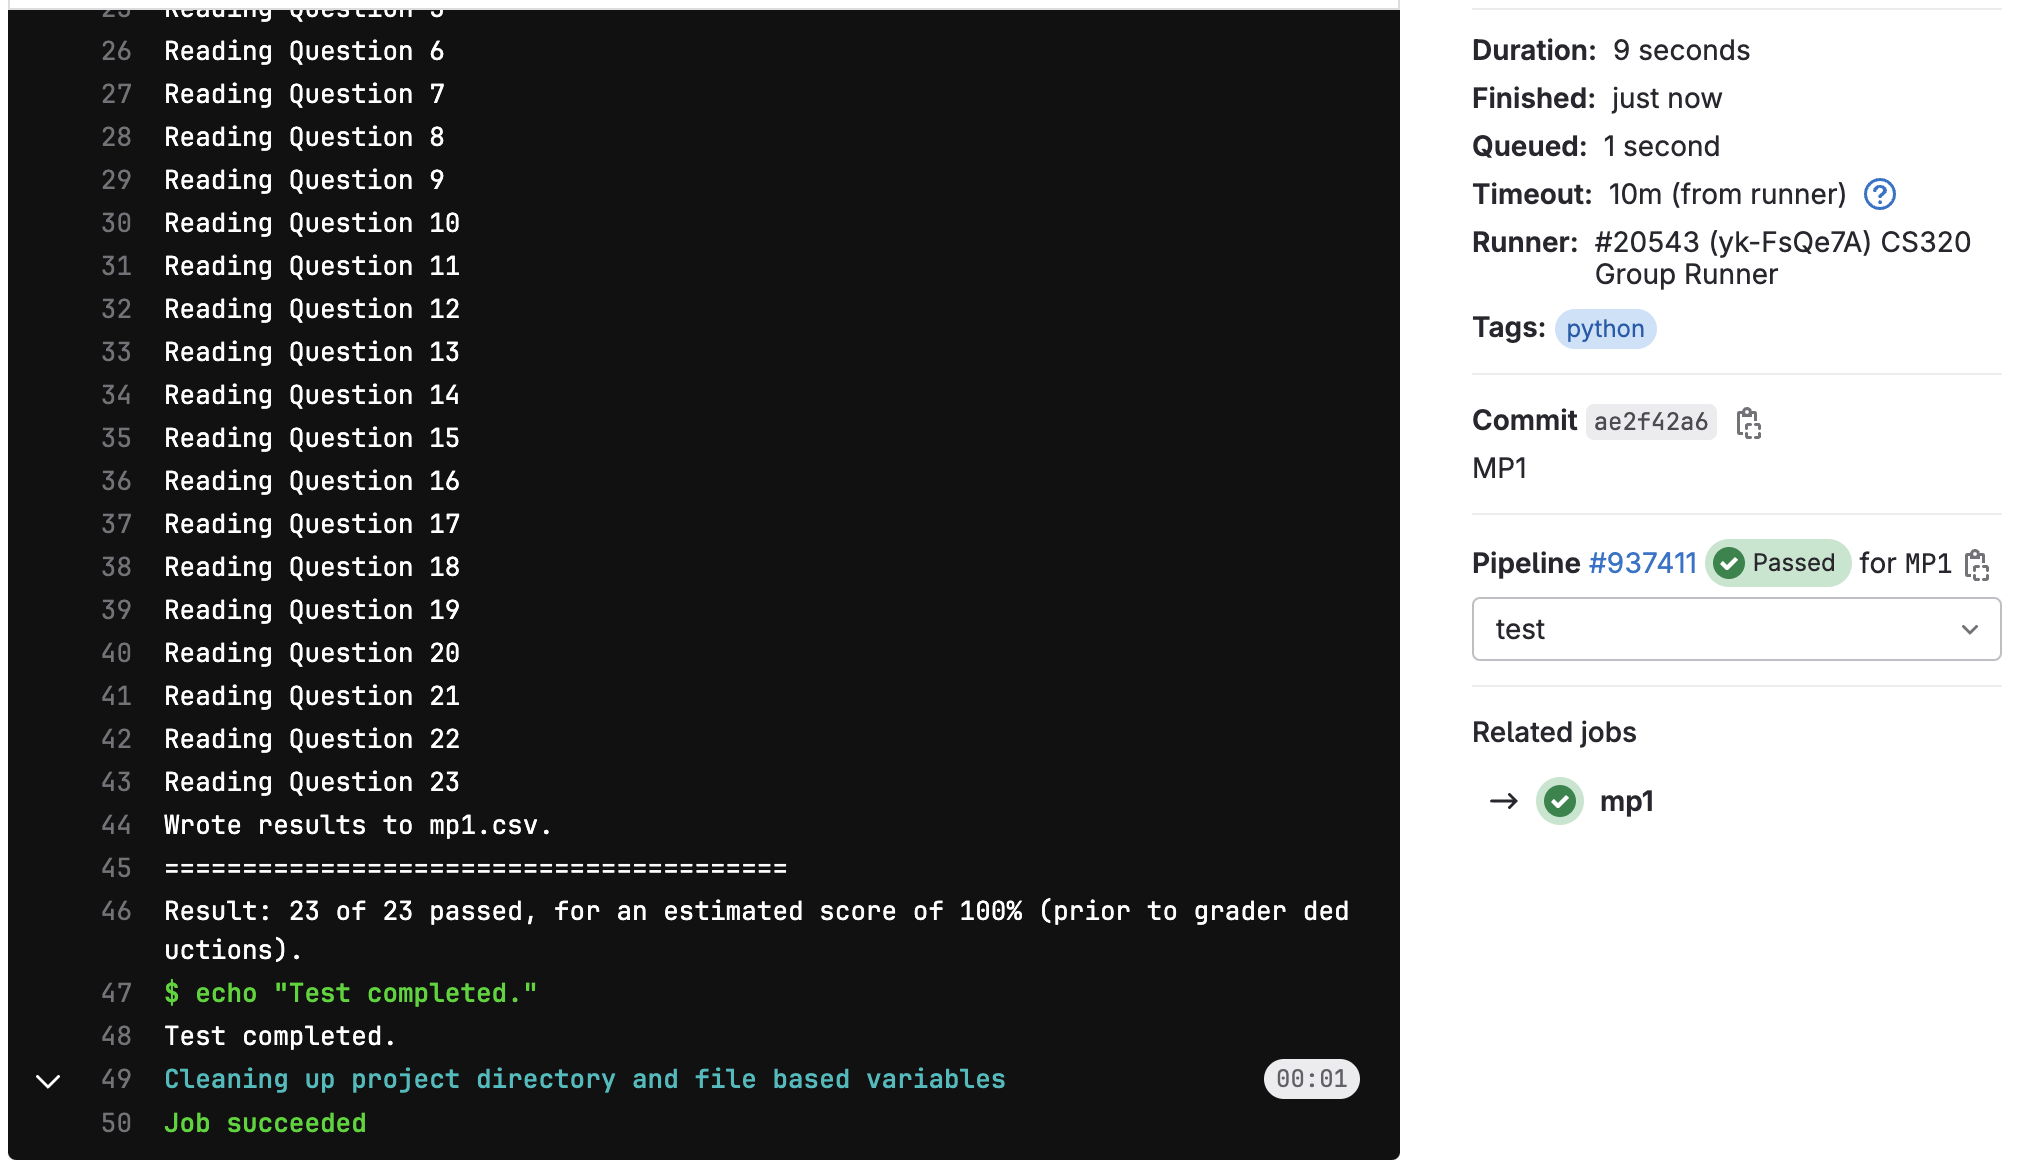 25 Reading Question 5
26 Reading Question 6
27 Reading Question 7
28 Reading Question 8
29 Reading Question 9
30 Reading Question 10
31 Reading Question 11
32 Reading Question 12
33 Reading Question 13
34 Reading Question 14
35 Reading Question 15
36 Reading Question 16
37 Reading Question 17
38 Reading Question 18
39 Reading Question 19
40 Reading Question 20
41 Reading Question 21
42 Reading Question 22
43 Reading Question 23
44 Wrote results to mp1.csv.
45 ========================================
46 Result: 23 of 23 passed, for an estimated score of 100% (prior to grader ded
uctions).
47 $ echo "Test completed."
48 Test completed.
49 Cleaning up project directory and file based variables 00:01
50 Job succeeded
Duration: 9 seconds
Finished: just now
Queued: 1 second
Timeout: 10m (from runner) ?
Runner: #20543 (yk-FsQe7A) CS320
Group Runner
Tags: python
Commit ae2f42a6
MP1
Pipeline #937411 Passed for MP1
test
Related jobs
→ mp1